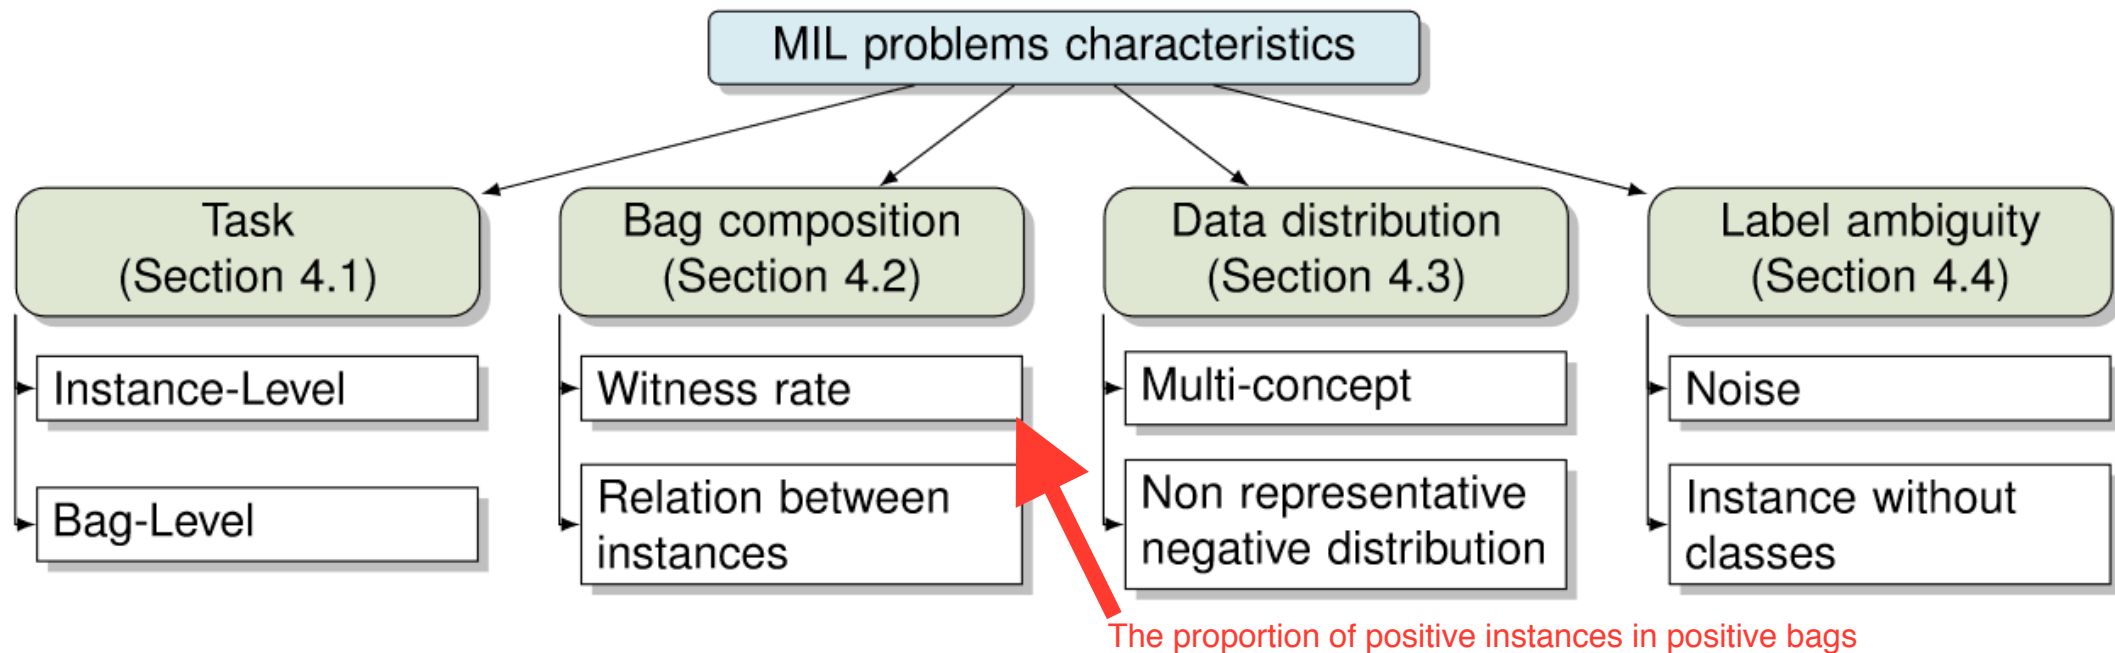 MIL problems characteristics
Task
(Section 4.1)
Instance-Level
Bag-Level
Bag composition
(Section 4.2)
Witness rate
Relation between
instances
Data distribution
(Section 4.3)
Multi-concept
Non representative
negative distribution
Label ambiguity
(Section 4.4)
Noise
Instance without
classes
The proportion of positive instances in positive bags